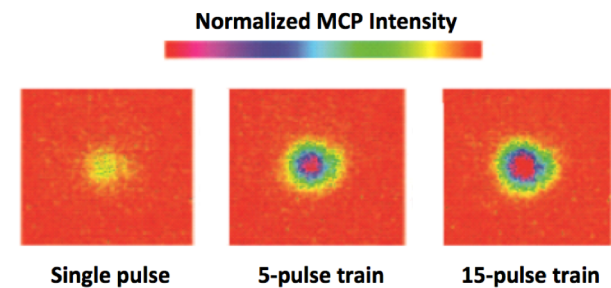 Normalized MCP Intensity
Single pulse
5-pulse train
15-pulse train